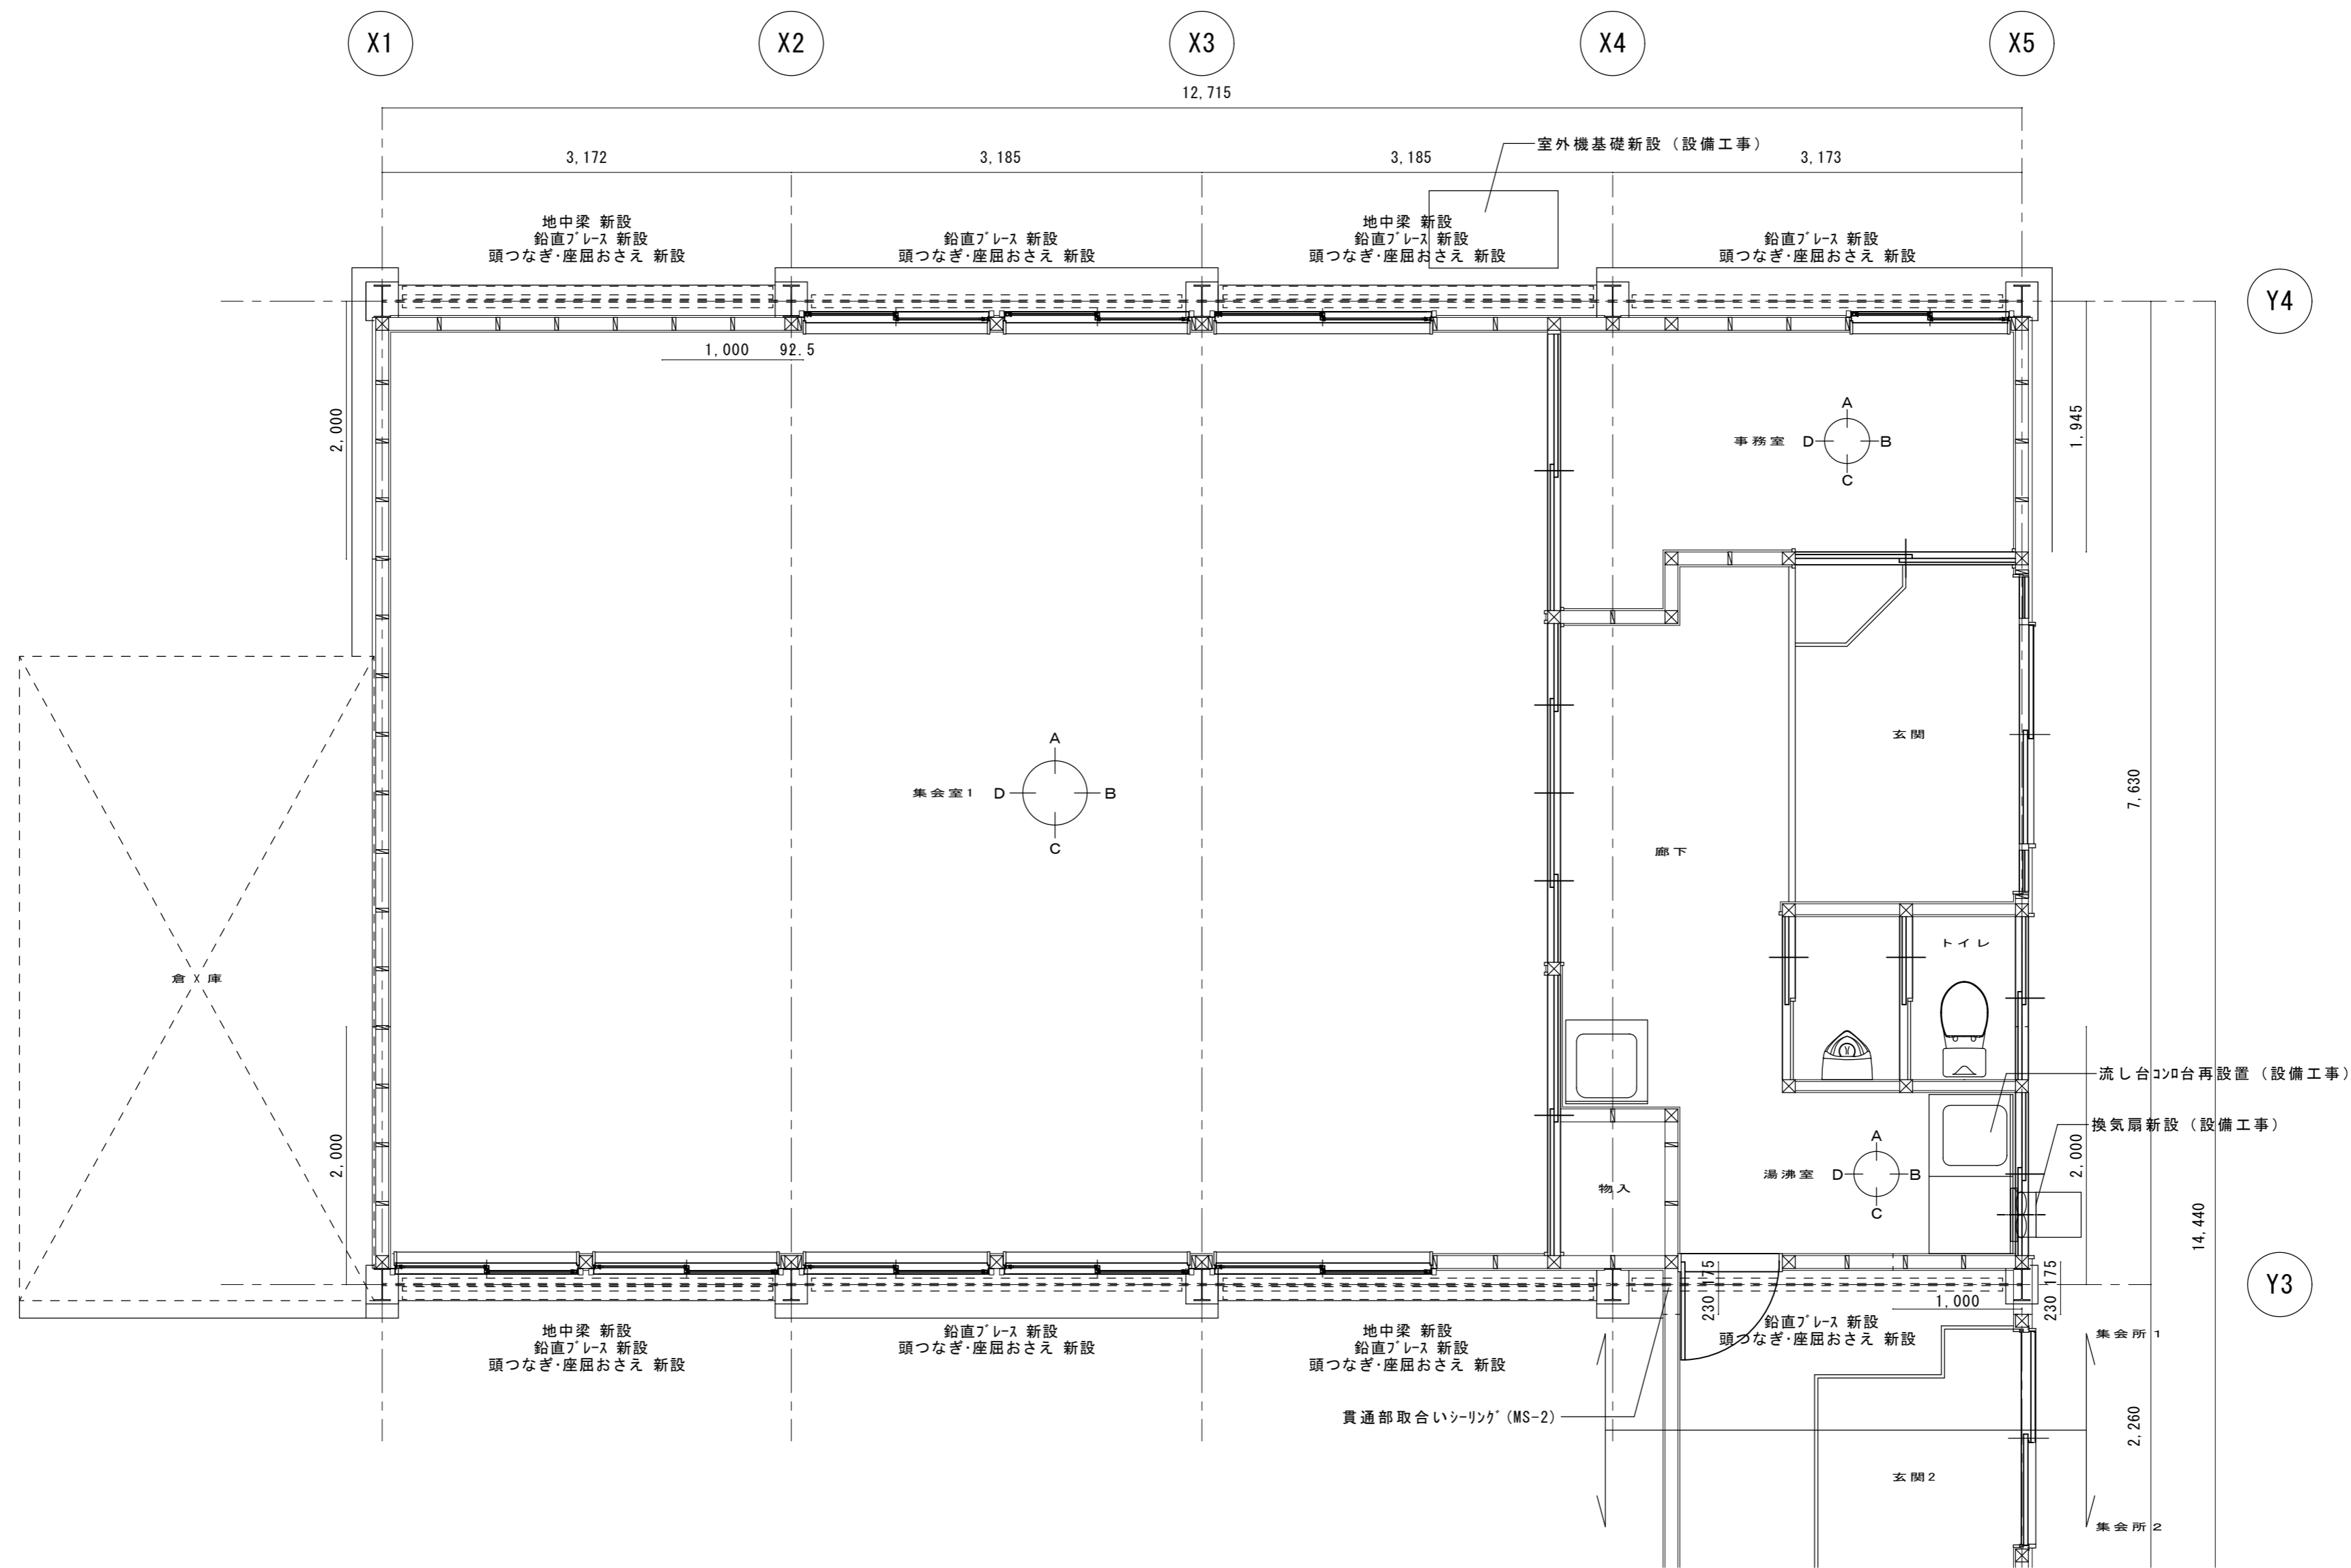 X1
X2
X3
X4
X5
12,715
3,172
3,185
3,185
3,173
室外機基礎新設（設備工事）
地中梁 新設
鉛直ﾌﾞﾚｰｽ 新設
頭つなぎ･座屈おさえ 新設
鉛直ﾌﾞﾚｰｽ 新設
頭つなぎ･座屈おさえ 新設
地中梁 新設
鉛直ﾌﾞﾚｰｽ 新設
頭つなぎ･座屈おさえ 新設
鉛直ﾌﾞﾚｰｽ 新設
頭つなぎ･座屈おさえ 新設
Y4
1,000
92.5
2,000
1,945
事務室
A
D
B
C
玄関
7,630
集会室1
A
D
B
C
廊下
トイレ
倉庫
流し台ｺﾝﾛ台再設置（設備工事）
換気扇新設（設備工事）
2,000
2,000
湯沸室
A
D
B
C
物入
14,440
Y3
175
230
1,000
175
230
地中梁 新設
鉛直ﾌﾞﾚｰｽ 新設
頭つなぎ･座屈おさえ 新設
鉛直ﾌﾞﾚｰｽ 新設
頭つなぎ･座屈おさえ 新設
地中梁 新設
鉛直ﾌﾞﾚｰｽ 新設
頭つなぎ･座屈おさえ 新設
鉛直ﾌﾞﾚｰｽ 新設
頭つなぎ･座屈おさえ 新設
集会所1
貫通部取合いｼｰﾘﾝｸﾞ(MS-2)
2,260
玄関2
集会所2